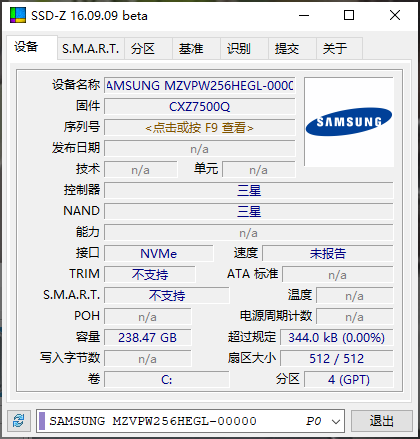 SSD-Z 16.09.09 beta
设备 S.M.A.R.T. 分区 基准 识别 提交 关于
设备名称 AMSUNG MZVPW256HEGL-0000
固件 CXZ7500Q
SAMSUNG
序列号 <点击或按 F9 查看>
发布日期 n/a
技术 n/a 单元 n/a
控制器 三星
NAND 三星
能力 n/a
接口 NVMe 速度 未报告
TRIM 不支持 ATA 标准 n/a
S.M.A.R.T. 不支持 温度 n/a
POH n/a 电源周期计数 n/a
容量 238.47 GB 超过规定 344.0 kB (0.00%)
写入字节数 n/a 扇区大小 512 / 512
卷 C: 分区 4 (GPT)
SAMSUNG MZVPW256HEGL-00000 P0 退出